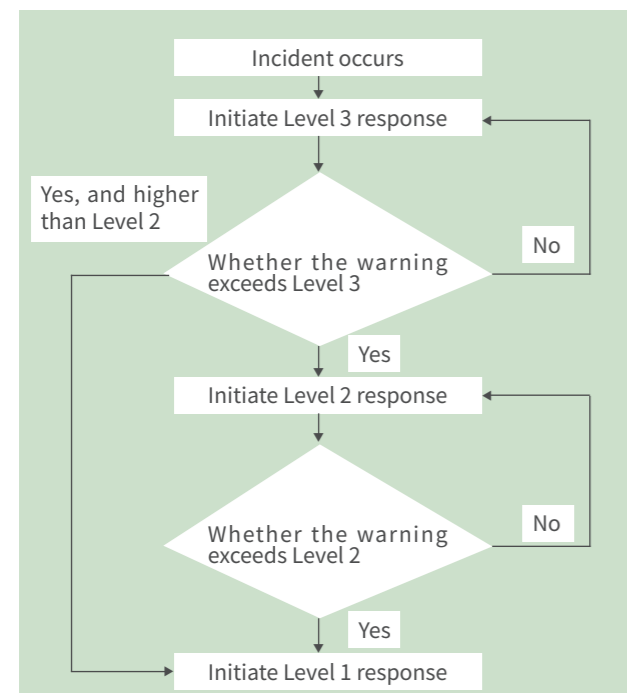 Incident occurs
Initiate Level 3 response
Yes, and higher
than Level 2
Whether the warning
exceeds Level 3
No
Yes
Initiate Level 2 response
Whether the warning
exceeds Level 2
No
Yes
Initiate Level 1 response